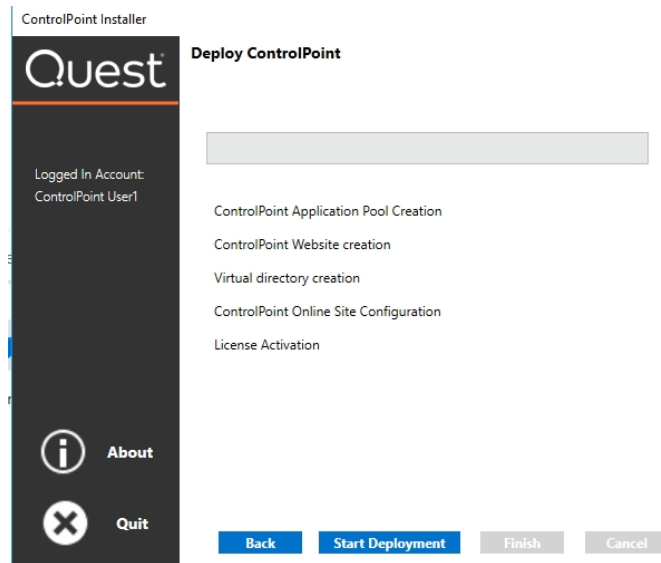 ControlPoint Installer
Quest
Logged In Account:
ControlPoint User1
About
Quit
Deploy ControlPoint
ControlPoint Application Pool Creation
ControlPoint Website creation
Virtual directory creation
ControlPoint Online Site Configuration
License Activation
Back
Start Deployment
Finish
Cancel